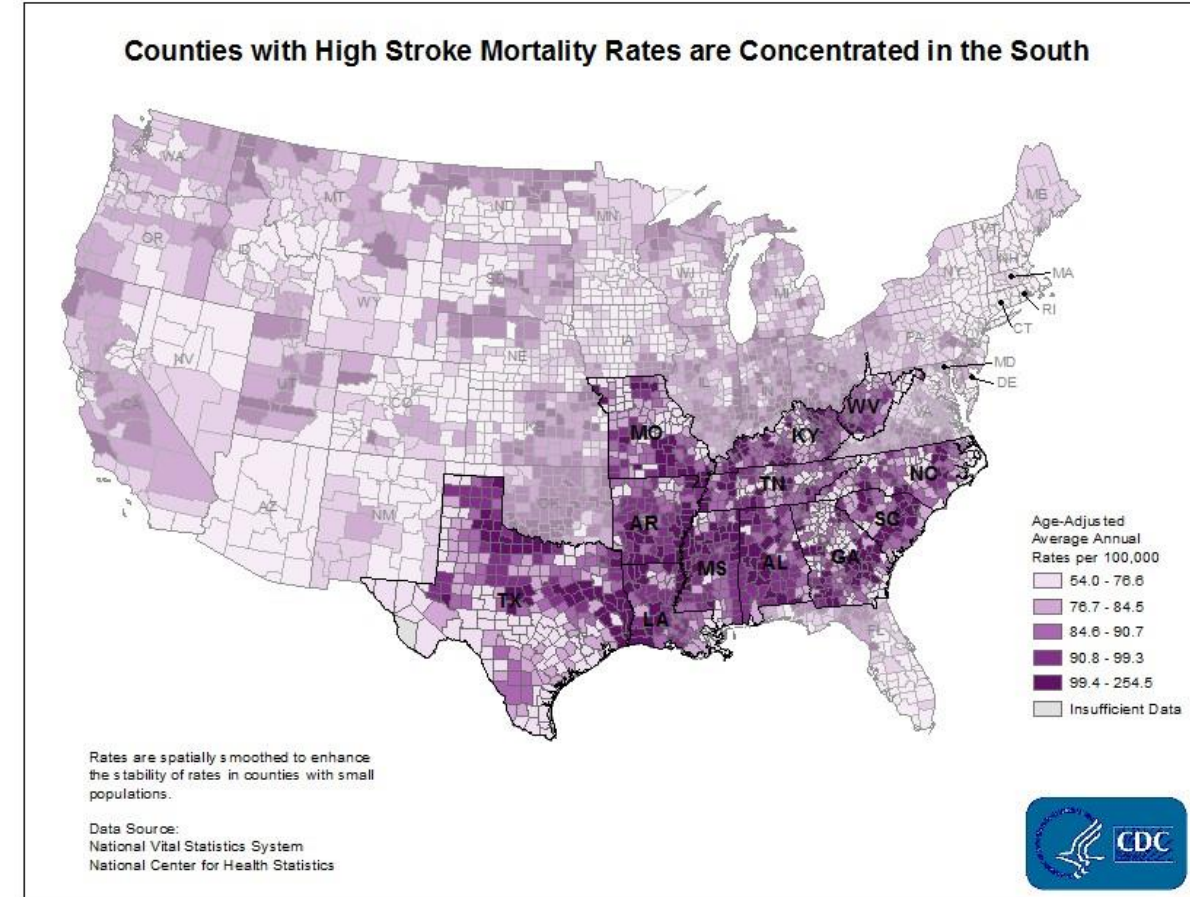 Counties with High Stroke Mortality Rates are Concentrated in the South
WA
MT
ND
MN
ME
OR
ID
SD
WI
MI
NY
VT
NH
MA
RI
CT
WY
IA
PA
NV
NE
IL
OH
MD
DE
UT
CO
CA
KS
MO
KY
WV
VA
AZ
NM
OK
AR
TN
NC
SC
MS
AL
GA
TX
LA
FL
Age-Adjusted
Average Annual
Rates per 100,000
54.0 - 76.6
76.7 - 84.5
84.6 - 90.7
90.8 - 99.3
99.4 - 254.5
Insufficient Data
Rates are spatially smoothed to enhance
the stability of rates in counties with small
populations.
Data Source:
National Vital Statistics System
National Center for Health Statistics
CDC